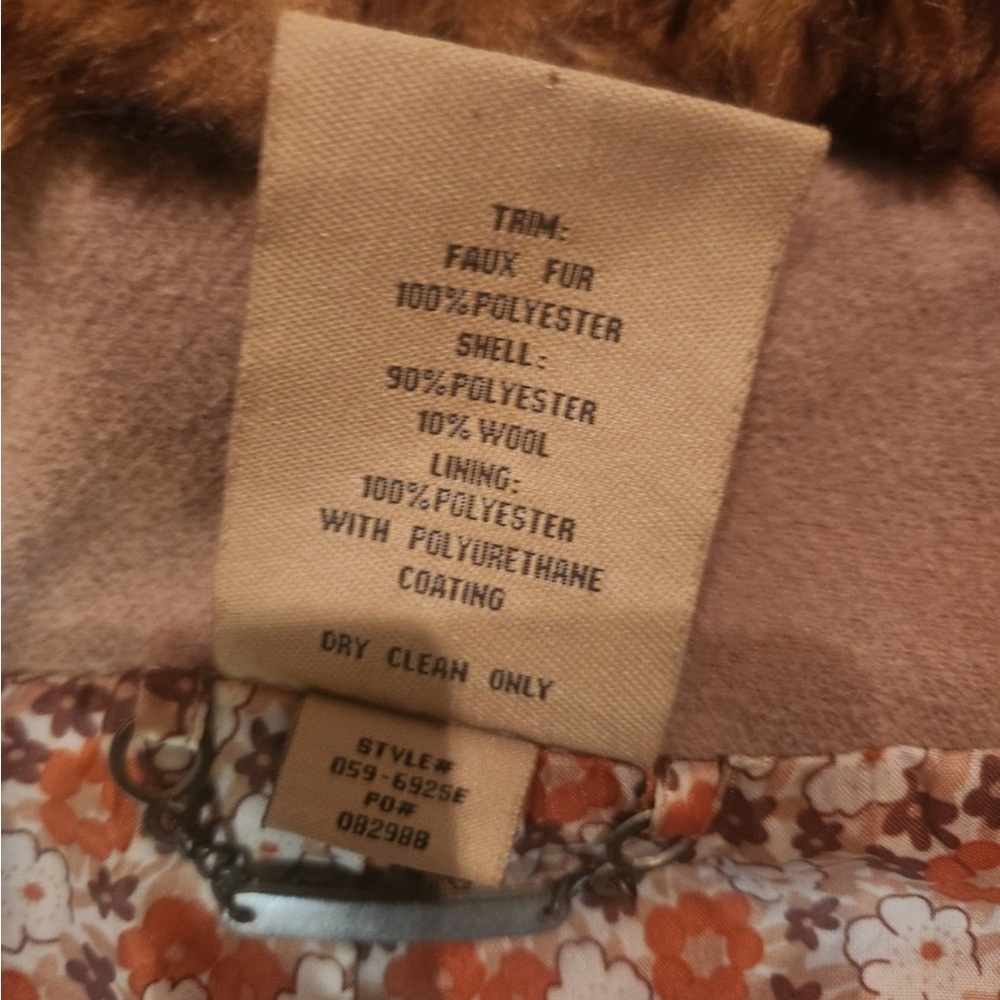 TRIM:
FAUX FUR
100%POLYESTER
SHELL:
90%POLYESTER
10% WOOL
LINING:
100%POLYESTER
WITH POLYURETHANE
COATING
DRY CLEAN ONLY
STYLE#
059-6925E
PO#
082988